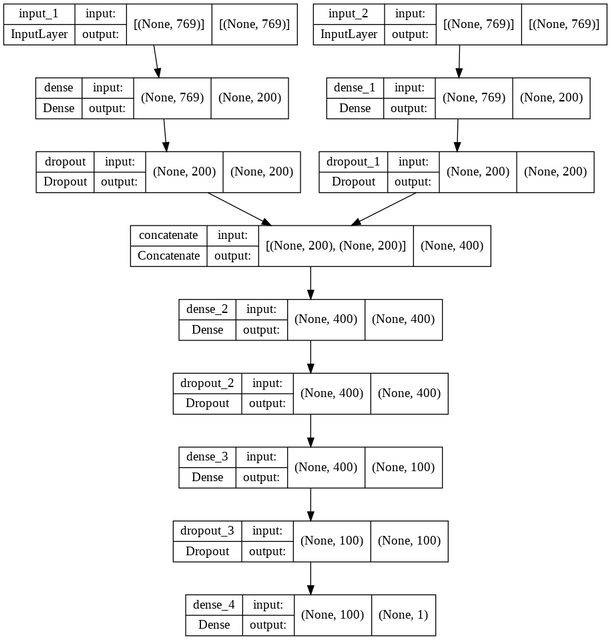 input_1 input: [(None, 769)] [(None, 769)]
InputLayer output:
input_2 input: [(None, 769)] [(None, 769)]
InputLayer output:
dense input: (None, 769) (None, 200)
Dense output:
dense_1 input: (None, 769) (None, 200)
Dense output:
dropout input: (None, 200) (None, 200)
Dropout output:
dropout_1 input: (None, 200) (None, 200)
Dropout output:
concatenate input: [(None, 200), (None, 200)] (None, 400)
Concatenate output:
dense_2 input: (None, 400) (None, 400)
Dense output:
dropout_2 input: (None, 400) (None, 400)
Dropout output:
dense_3 input: (None, 400) (None, 100)
Dense output:
dropout_3 input: (None, 100) (None, 100)
Dropout output:
dense_4 input: (None, 100) (None, 1)
Dense output: